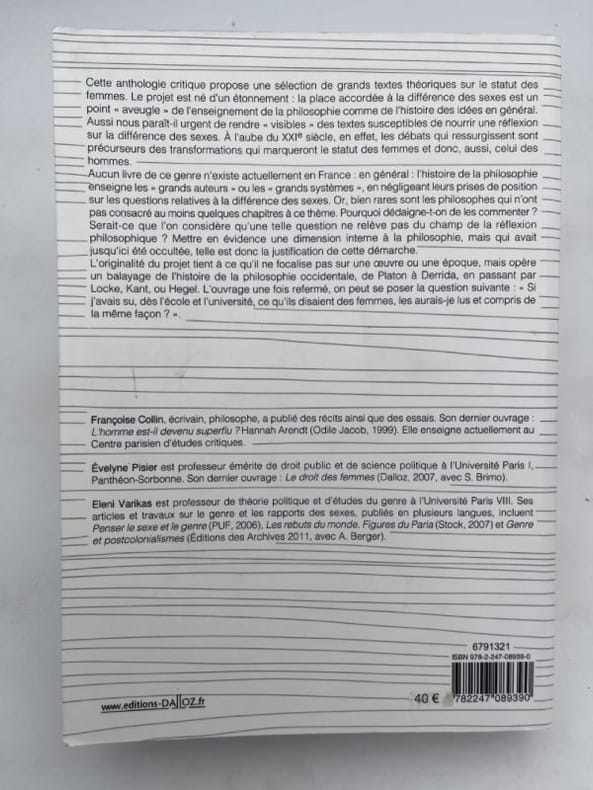 Cette anthologie critique propose une sélection de grands textes théoriques sur le statut des
femmes. Le projet est né d'un étonnement : la place accordée à la différence des sexes est un
point « aveugle » de l'enseignement de la philosophie comme de l'histoire des idées en général.
Aussi nous paraît-il urgent de rendre « visibles » des textes susceptibles de nourrir une réflexion
sur la différence des sexes. À l'aube du XXIe siècle, en effet, les débats qui ressurgissent sont
précurseurs des transformations qui marqueront le statut des femmes et donc, aussi, celui des
hommes.
Aucun livre de ce genre n'existe actuellement en France : en général : l'histoire de la philosophie
enseigne les « grands auteurs » ou les « grands systèmes », en négligeant leurs prises de position
sur les questions relatives à la différence des sexes. Or, bien rares sont les philosophes qui n'ont
pas consacré au moins quelques chapitres à ce thème. Pourquoi dédaigne-t-on de les commenter ?
Serait-ce que l'on considère qu'une telle question ne relève pas du champ de la réflexion
philosophique ? Mettre en évidence une dimension interne à la philosophie, mais qui avait
jusqu'ici été occultée, telle est donc la justification de cette démarche.
L'originalité du projet tient à ce qu'il ne focalise pas sur une œuvre ou une époque, mais opère
un balayage de l'histoire de la philosophie occidentale, de Platon à Derrida, en passant par
Locke, Kant, ou Hegel. L'ouvrage une fois refermé, on peut se poser la question suivante : « Si
j'avais su, dès l'école et l'université, ce qu'ils disaient des femmes, les aurais-je lus et compris de
la même façon ? ».
Françoise Collin, écrivain, philosophe, a publié des récits ainsi que des essais. Son dernier ouvrage :
L'homme est-il devenu superflu ? Hannah Arendt (Odile Jacob, 1999). Elle enseigne actuellement au
Centre parisien d'études critiques.
Évelyne Pisier est professeur émérite de droit public et de science politique à l'Université Paris I,
Panthéon-Sorbonne. Son dernier ouvrage : Le droit des femmes (Dalloz, 2007, avec S. Brimo).
Eleni Varikas est professeur de théorie politique et d'études du genre à l'Université Paris VIII. Ses
articles et travaux sur le genre et les rapports des sexes, publiés en plusieurs langues, incluent
Penser le sexe et le genre (PUF, 2006), Les rebuts du monde. Figures du Paria (Stock, 2007) et Genre
et postcolonialismes (Éditions des Archives 2011, avec A. Berger).
6791321
ISBN 978-2-247-08939-0
www.editions-DALLOZ.fr
40 €
782247 089390